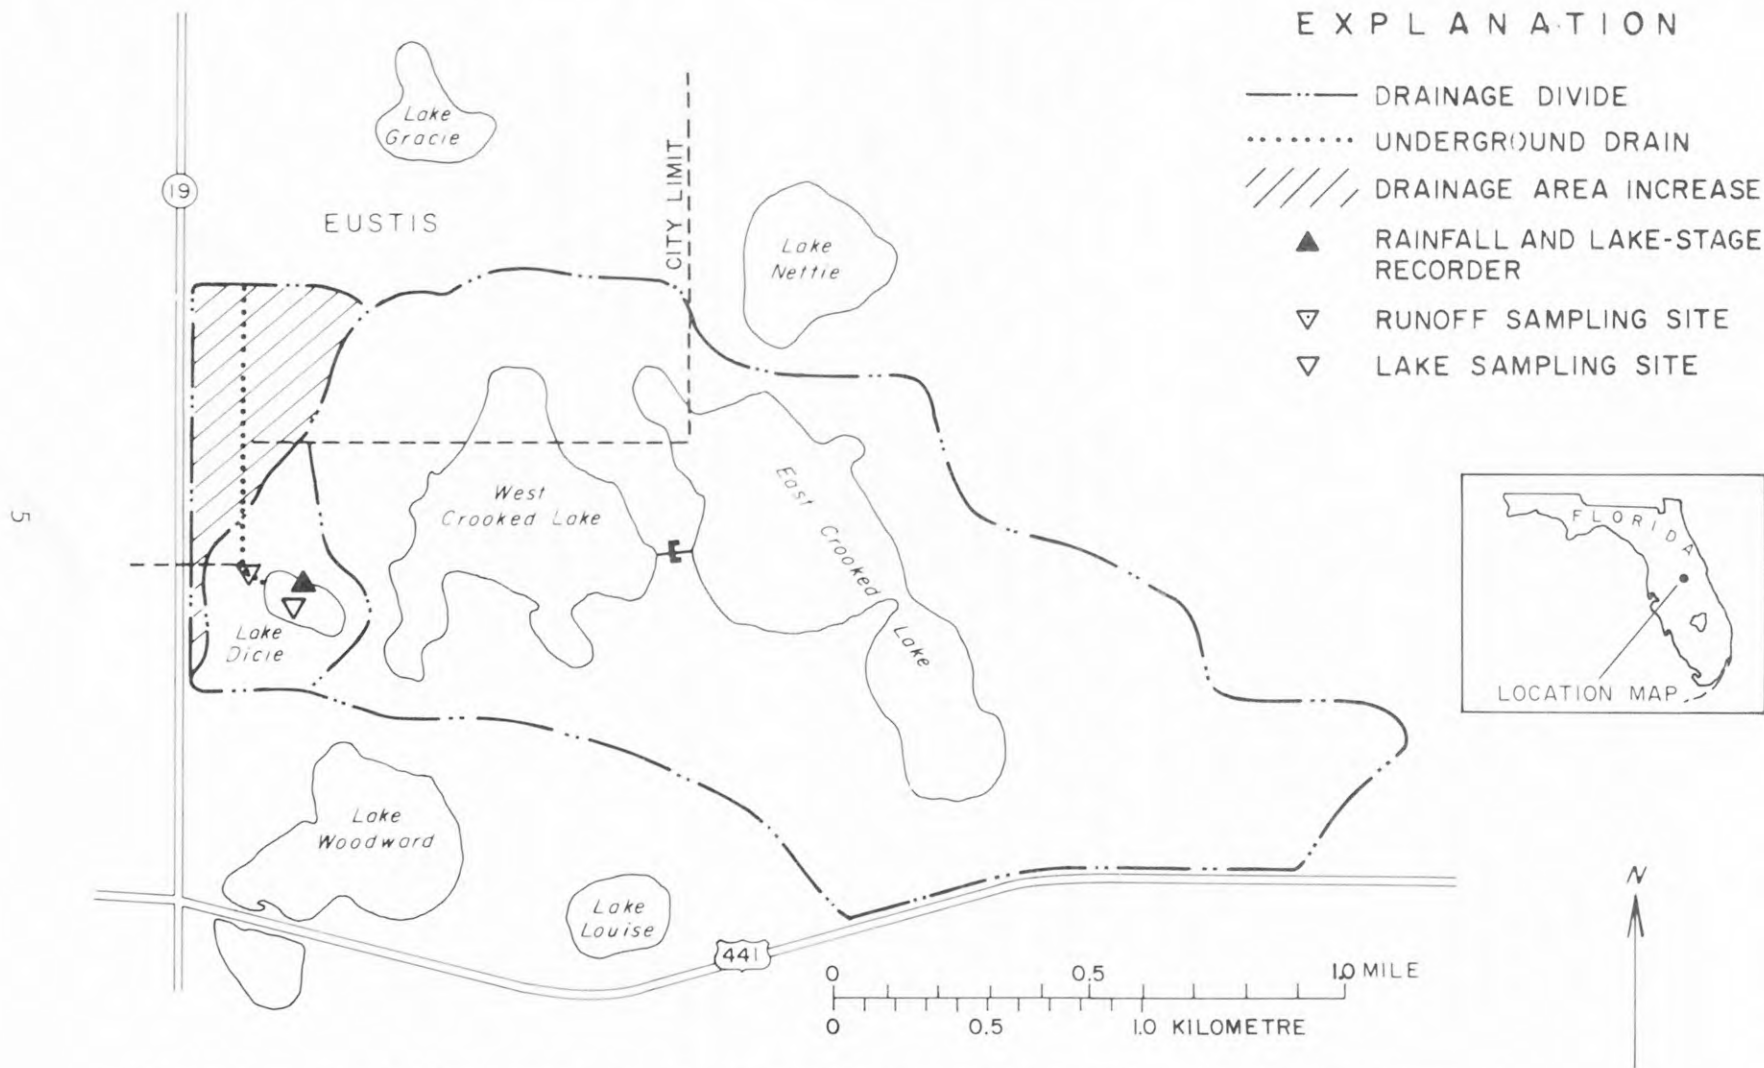 EXPLANATION
DRAINAGE DIVIDE
UNDERGROUND DRAIN
DRAINAGE AREA INCREASE
RAINFALL AND LAKE-STAGE
RECORDER
RUNOFF SAMPLING SITE
LAKE SAMPLING SITE
Lake
Gracie
CITY LIMIT
19
EUSTIS
Lake
Nettie
West
Crooked Lake
East Crooked Lake
5
Lake
Dicie
FLORIDA
LOCATION MAP
Lake
Woodward
Lake
Louise
441
N
0 0.5 1.0 MILE
0 0.5 1.0 KILOMETRE